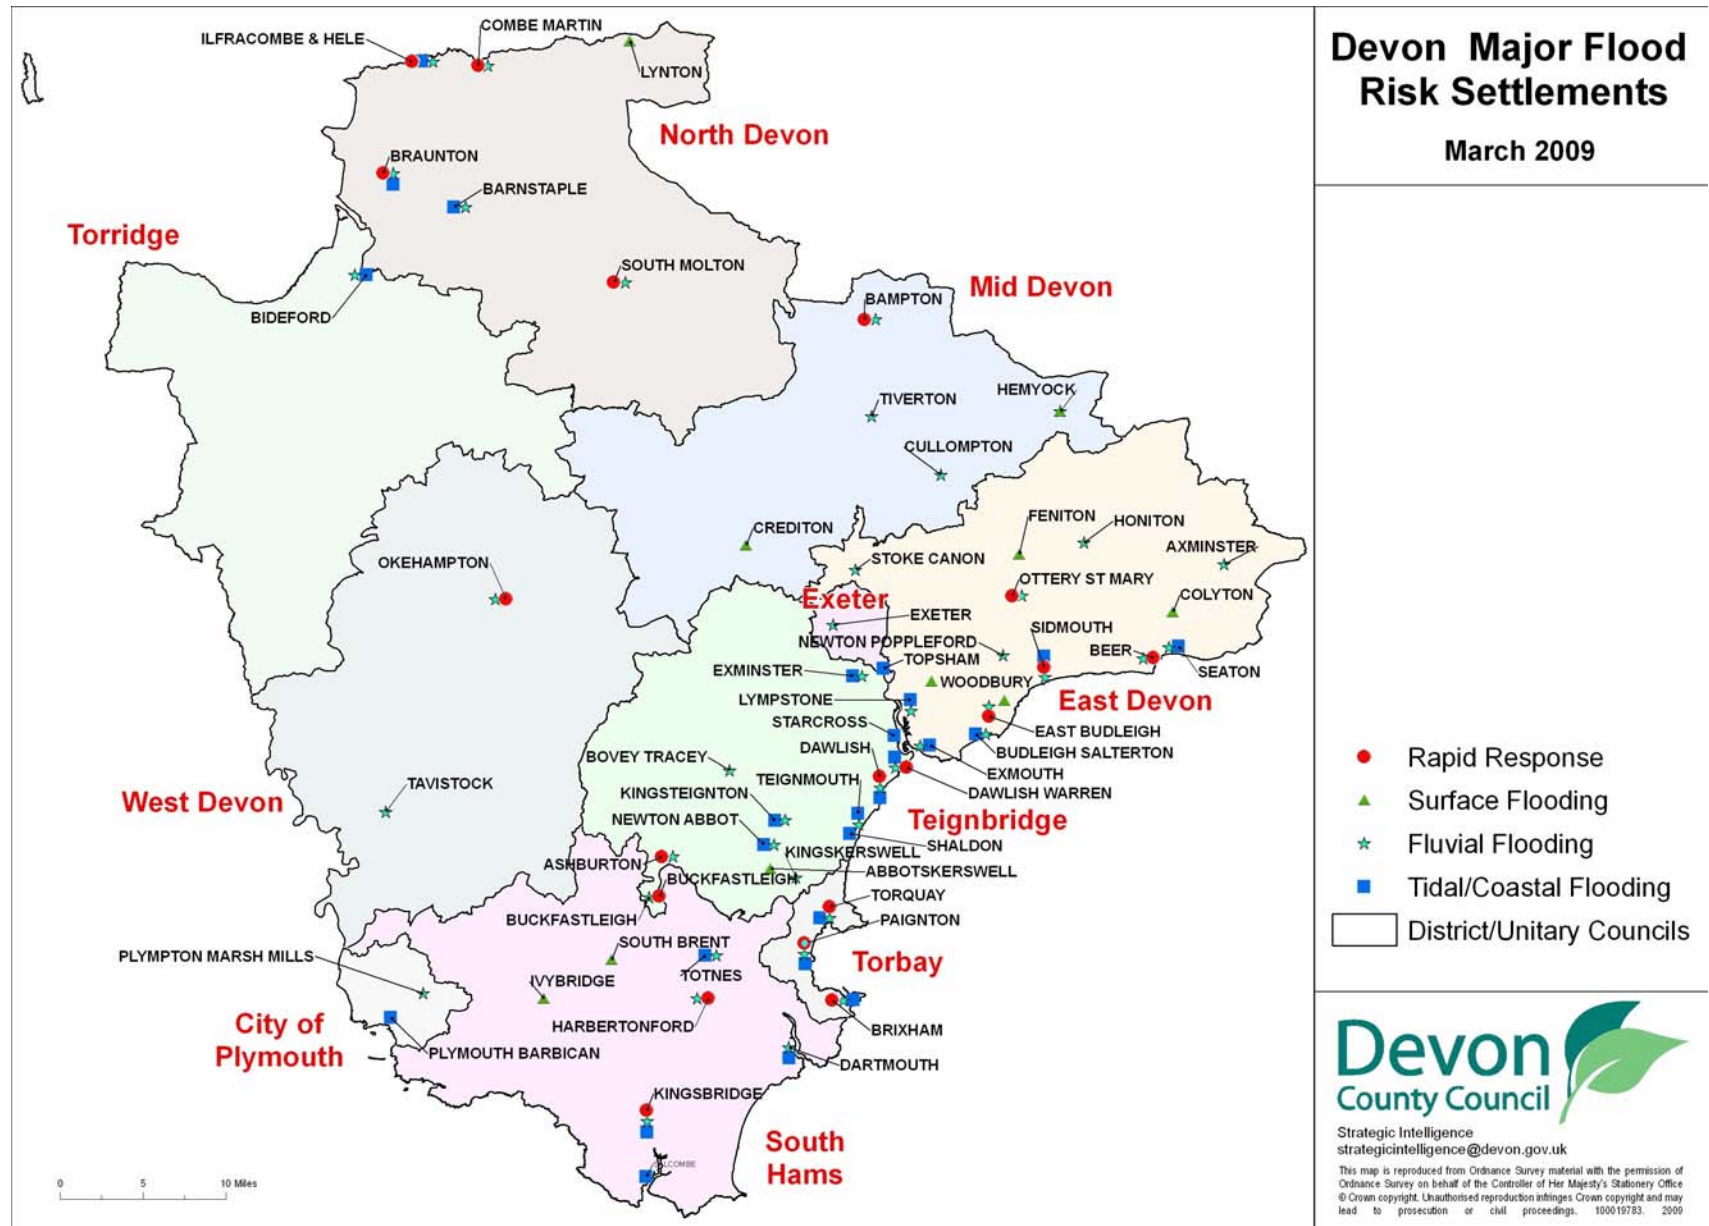 Devon Major Flood
Risk Settlements
March 2009
ILFRACOMBE & HELE
COMBE MARTIN
LYNTON
North Devon
BRAUNTON
BARNSTAPLE
Torridge
SOUTH MOLTON
BIDEFORD
Mid Devon
BAMPTON
HEMYOCK
TIVERTON
CULLOMPTON
CREDITON
FENITON
HONITON
AXMINSTER
STOKE CANON
OKEHAMPTON
OTTERY ST MARY
COLYTON
Exeter
EXETER
SIDMOUTH
NEWTON POPPLEFORD
BEER
TOPSHAM
SEATON
EXMINSTER
WOODBURY
LYMPSTONE
East Devon
STARCROSS
EAST BUDLEIGH
DAWLISH
BUDLEIGH SALTERTON
BOVEY TRACEY
TEIGNMOUTH
EXMOUTH
KINGSTEIGNTON
DAWLISH WARREN
TAVISTOCK
West Devon
NEWTON ABBOT
Teignbridge
SHALDON
KINGSKERSWELL
ASHBURTON
ABBOTSKERSWELL
BUCKFASTLEIGH
TORQUAY
BUCKFASTLEIGH
PAIGNTON
SOUTH BRENT
PLYMPTON MARSH MILLS
TOTNES
Torbay
IVYBRIDGE
HARBERTONFORD
BRIXHAM
City of
Plymouth
PLYMOUTH BARBICAN
DARTMOUTH
KINGSBRIDGE
South
Hams
0 5 10 Miles
Rapid Response
Surface Flooding
Fluvial Flooding
Tidal/Coastal Flooding
District/Unitary Councils
Devon
County Council
Strategic Intelligence
strategicintelligence@devon.gov.uk
This map is reproduced from Ordnance Survey material with the permission of
Ordnance Survey on behalf of the Controller of Her Majesty's Stationery Office
© Crown copyright. Unauthorised reproduction infringes Crown copyright and may
lead to prosecution or civil proceedings. 100019783. 2009